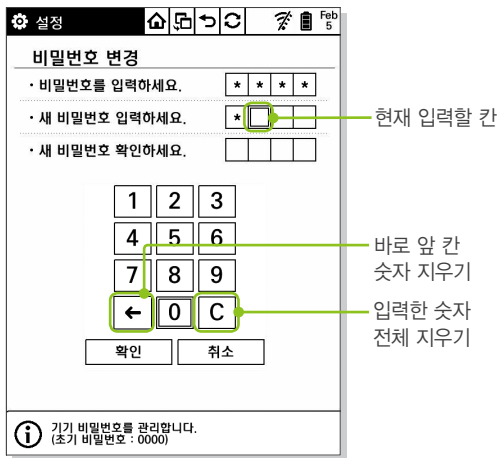 설정
Feb
5
비밀번호 변경
· 비밀번호를 입력하세요. * * * *
· 새 비밀번호 입력하세요. *
현재 입력할 칸
· 새 비밀번호 확인하세요.
1 2 3
4 5 6
바로 앞 칸
숫자 지우기
7 8 9
← 0 C
입력한 숫자
전체 지우기
확인 취소
기기 비밀번호를 관리합니다.
(초기 비밀번호 : 0000)